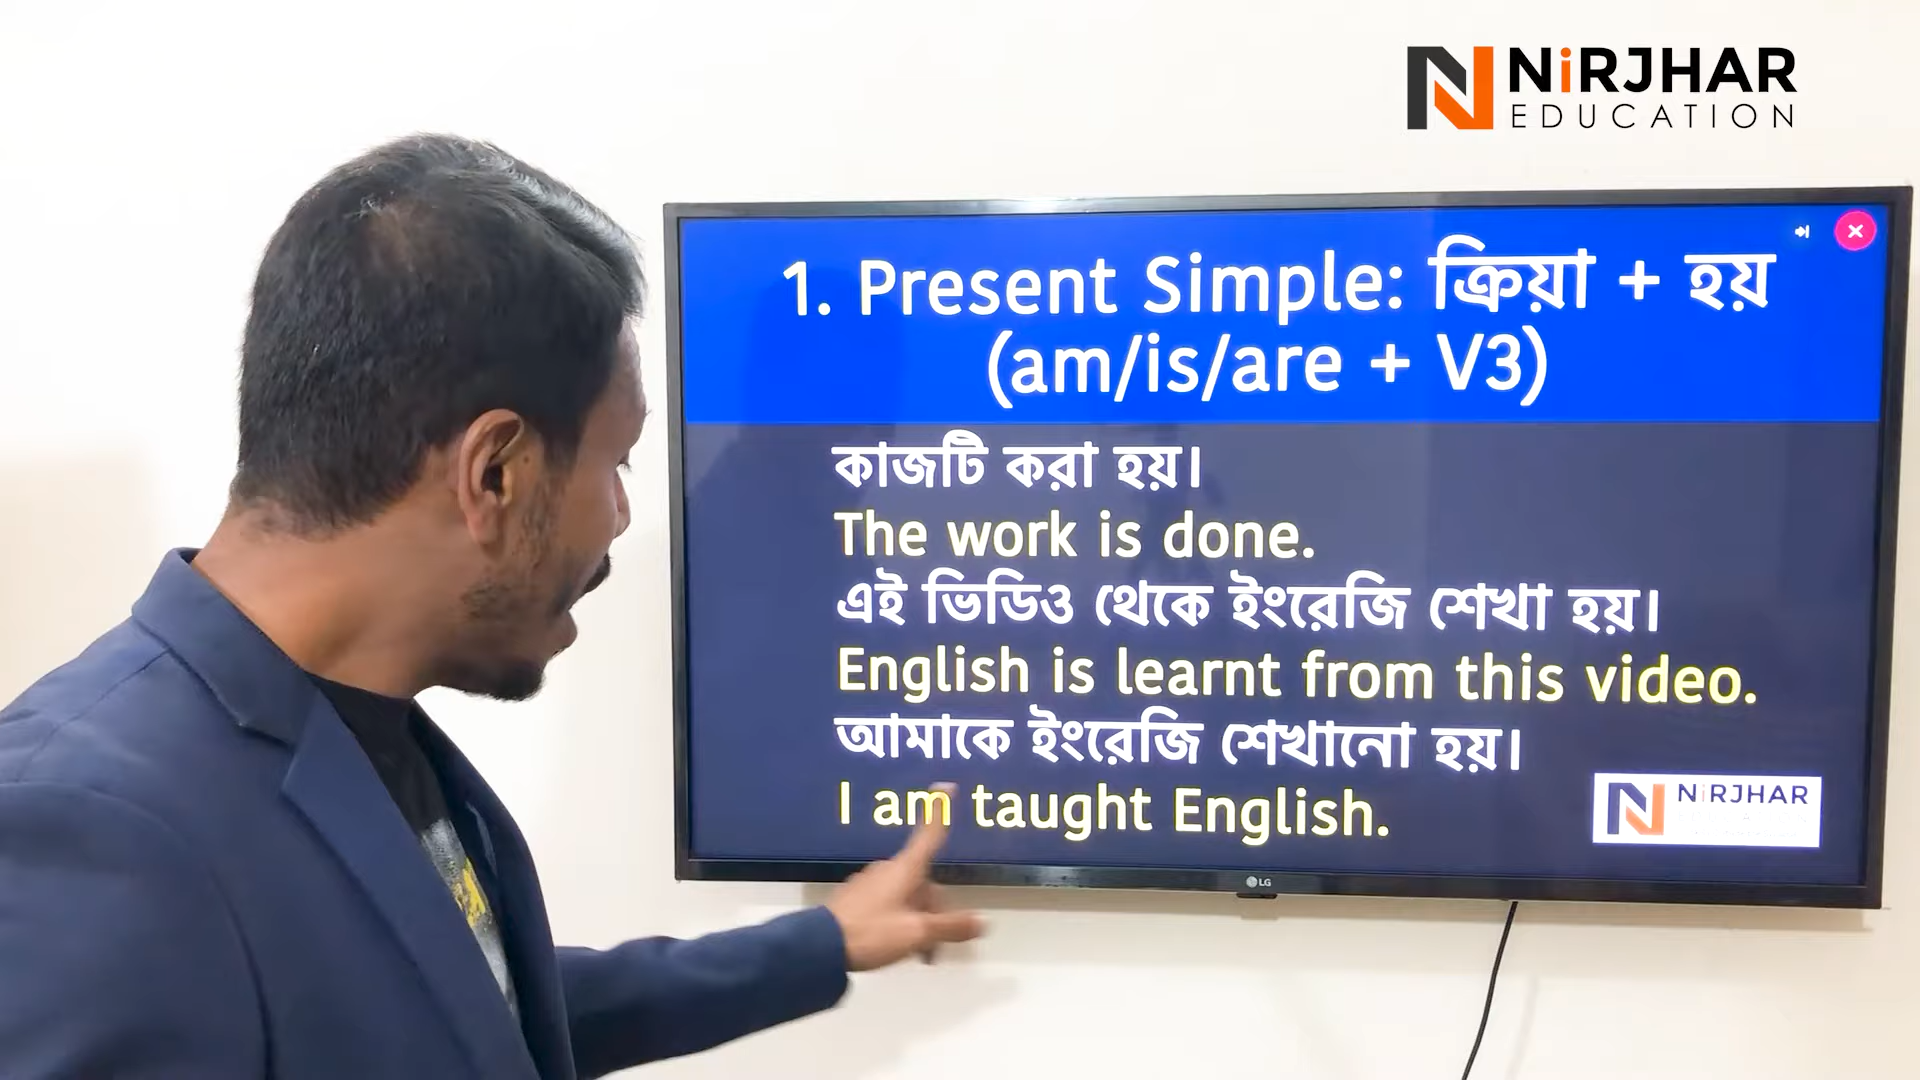 NiRJHAR
EDUCATION
1. Present Simple: ক্রিয়া + হয়
(am/is/are + V3)
কাজটি করা হয়।
The work is done.
এই ভিডিও থেকে ইংরেজি শেখা হয়।
English is learnt from this video.
আমাকে ইংরেজি শেখানো হয়।
I am taught English.
NiRJHAR
LG